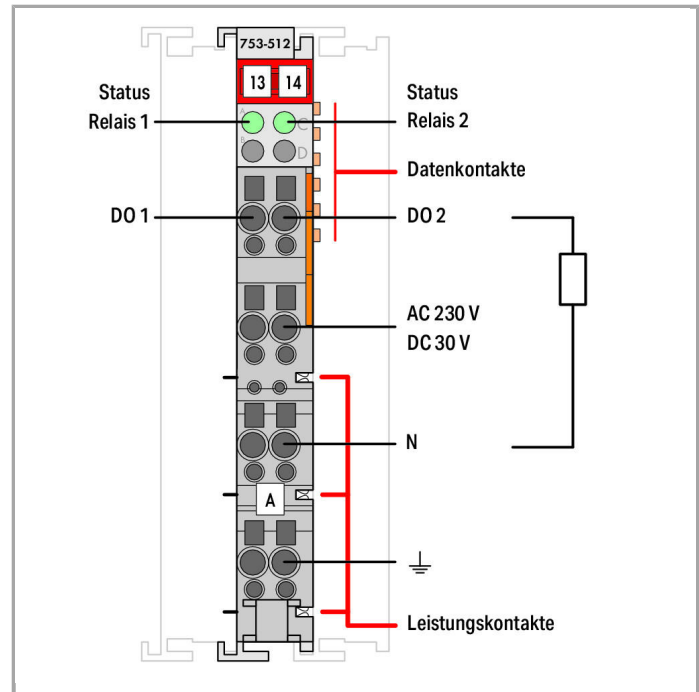 753-512
13 14
Status
Relais 1
Status
Relais 2
A
C
B
D
Datenkontakte
DO 1
DO 2
AC 230 V
DC 30 V
N
A
Leistungskontakte